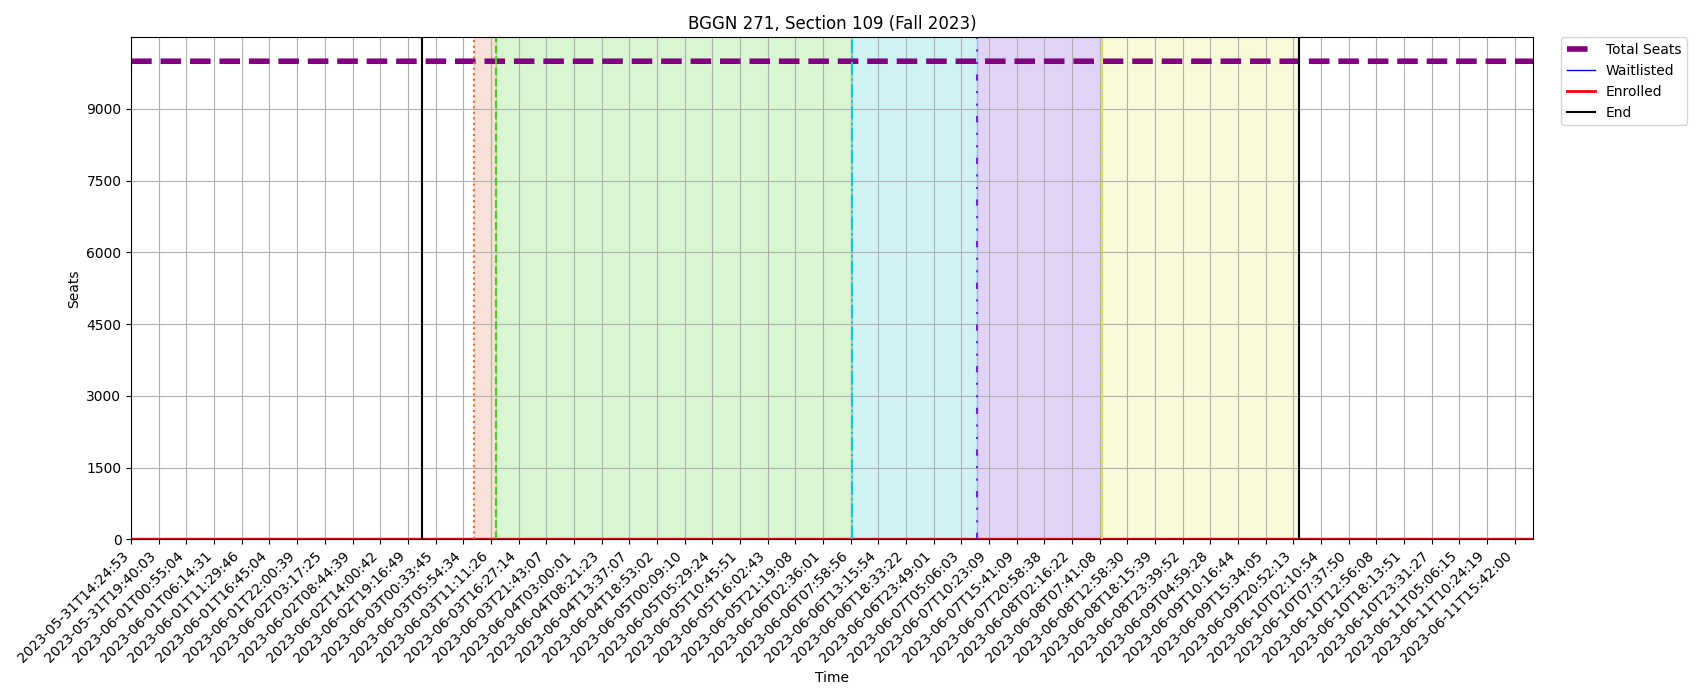 BGGN 271, Section 109 (Fall 2023)
Total Seats
Waitlisted
Enrolled
End
Seats
9000
7500
6000
4500
3000
1500
0
2023-05-31T14:24:53
2023-05-31T19:40:03
2023-06-01T00:55:04
2023-06-01T06:14:31
2023-06-01T11:29:46
2023-06-01T16:45:04
2023-06-01T22:00:39
2023-06-02T03:17:25
2023-06-02T08:44:39
2023-06-02T14:00:42
2023-06-02T19:16:49
2023-06-03T00:33:45
2023-06-03T05:54:34
2023-06-03T11:11:26
2023-06-03T16:27:14
2023-06-03T21:43:07
2023-06-04T03:00:01
2023-06-04T08:21:23
2023-06-04T13:37:07
2023-06-04T18:53:02
2023-06-05T00:09:10
2023-06-05T05:29:24
2023-06-05T10:45:51
2023-06-05T16:02:43
2023-06-05T21:19:08
2023-06-06T02:36:01
2023-06-06T07:58:56
2023-06-06T13:15:54
2023-06-06T18:33:22
2023-06-06T23:49:01
2023-06-07T05:06:03
2023-06-07T10:23:09
2023-06-07T15:41:09
2023-06-07T20:58:38
2023-06-08T02:16:22
2023-06-08T07:41:08
2023-06-08T12:58:30
2023-06-08T18:15:39
2023-06-08T23:39:52
2023-06-09T04:59:28
2023-06-09T10:16:44
2023-06-09T15:34:05
2023-06-09T20:52:13
2023-06-10T02:10:54
2023-06-10T07:37:50
2023-06-10T12:56:08
2023-06-10T18:13:51
2023-06-10T23:31:27
2023-06-11T05:06:15
2023-06-11T10:24:19
2023-06-11T15:42:00
Time